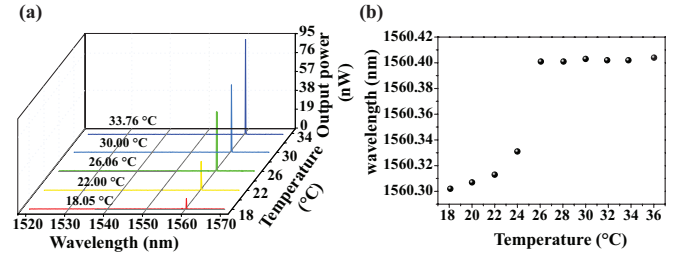 (a)
95
76
57
38
19
0
Output power
(nW)
33.76 °C
30.00 °C
26.06 °C
22.00 °C
18.05 °C
34
30
26
22
18
Temperature
(°C)
1520 1530 1540 1550 1560 1570
Wavelength (nm)
(b)
1560.42
1560.40
1560.38
1560.36
1560.34
1560.32
1560.30
wavelength (nm)
18 20 22 24 26 28 30 32 34 36
Temperature (°C)